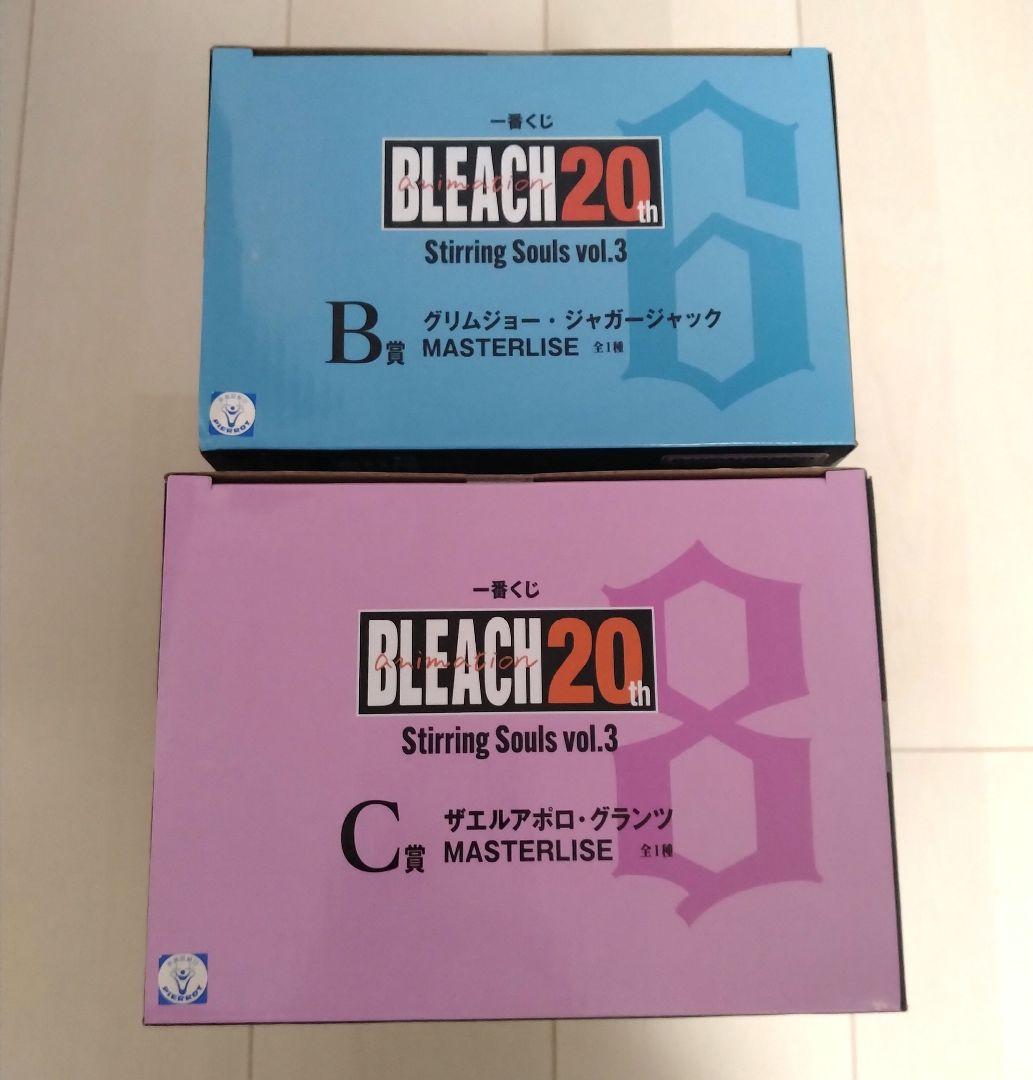 一番くじ
BLEACH 20th
animation
Stirring Souls vol.3
B賞 グリムジョー・ジャガージャック
MASTERLISE 全1種
6
PIERROT
一番くじ
BLEACH 20th
animation
Stirring Souls vol.3
C賞 ザエルアポロ・グランツ
MASTERLISE 全1種
8
PIERROT